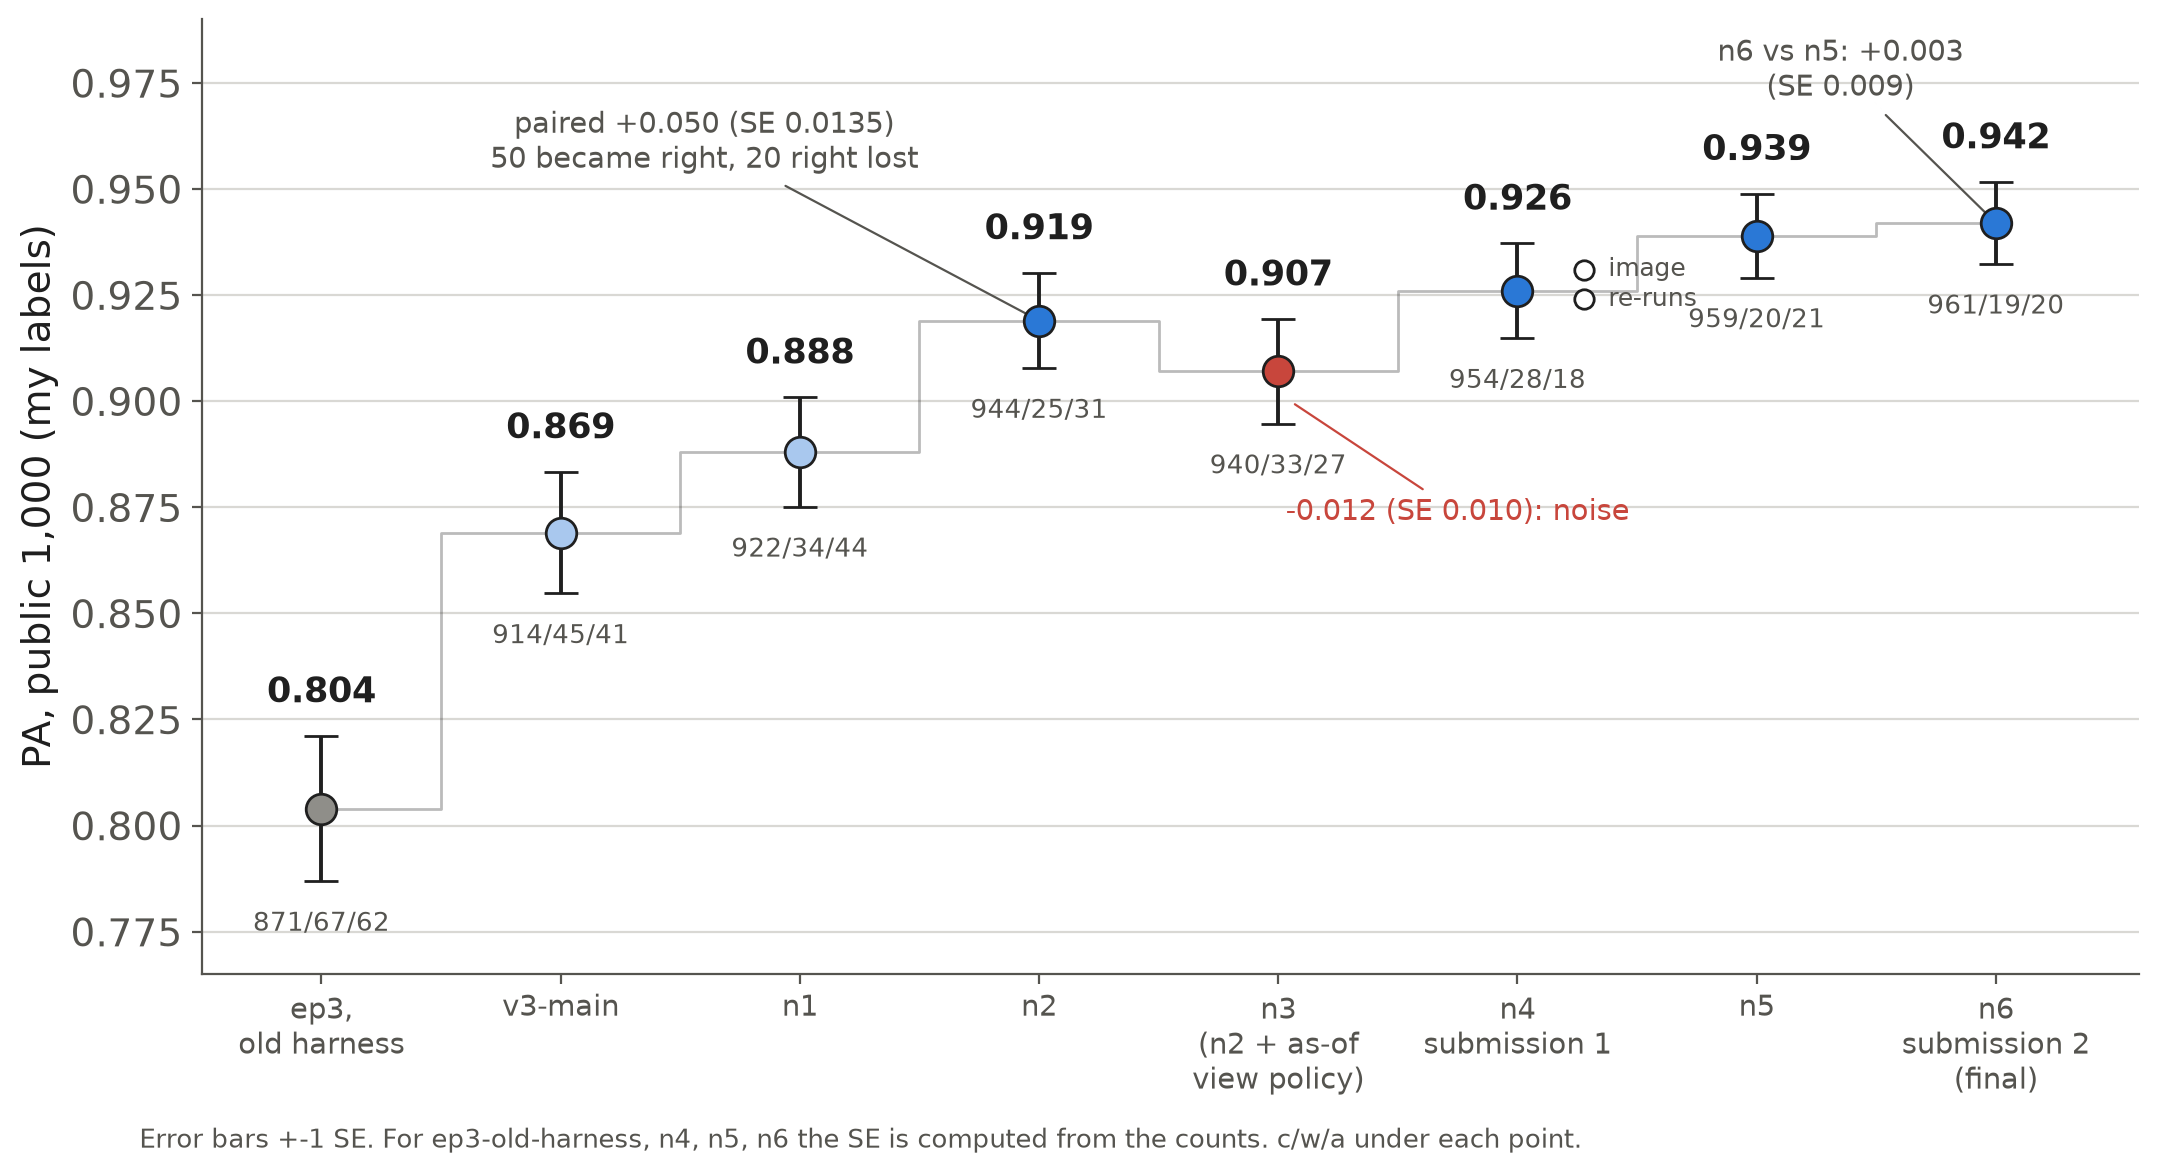 n6 vs n5: +0.003
(SE 0.009)
paired +0.050 (SE 0.0135)
50 became right, 20 right lost
PA, public 1,000 (my labels)
0.975
0.950
0.925
0.900
0.875
0.850
0.825
0.800
0.775
0.804
871/67/62
0.869
914/45/41
0.888
922/34/44
0.919
944/25/31
0.907
940/33/27
-0.012 (SE 0.010): noise
0.926
954/28/18
image
re-runs
0.939
959/20/21
0.942
961/19/20
ep3,
old harness
v3-main
n1
n2
n3
(n2 + as-of
view policy)
n4
submission 1
n5
n6
submission 2
(final)
Error bars +-1 SE. For ep3-old-harness, n4, n5, n6 the SE is computed from the counts. c/w/a under each point.